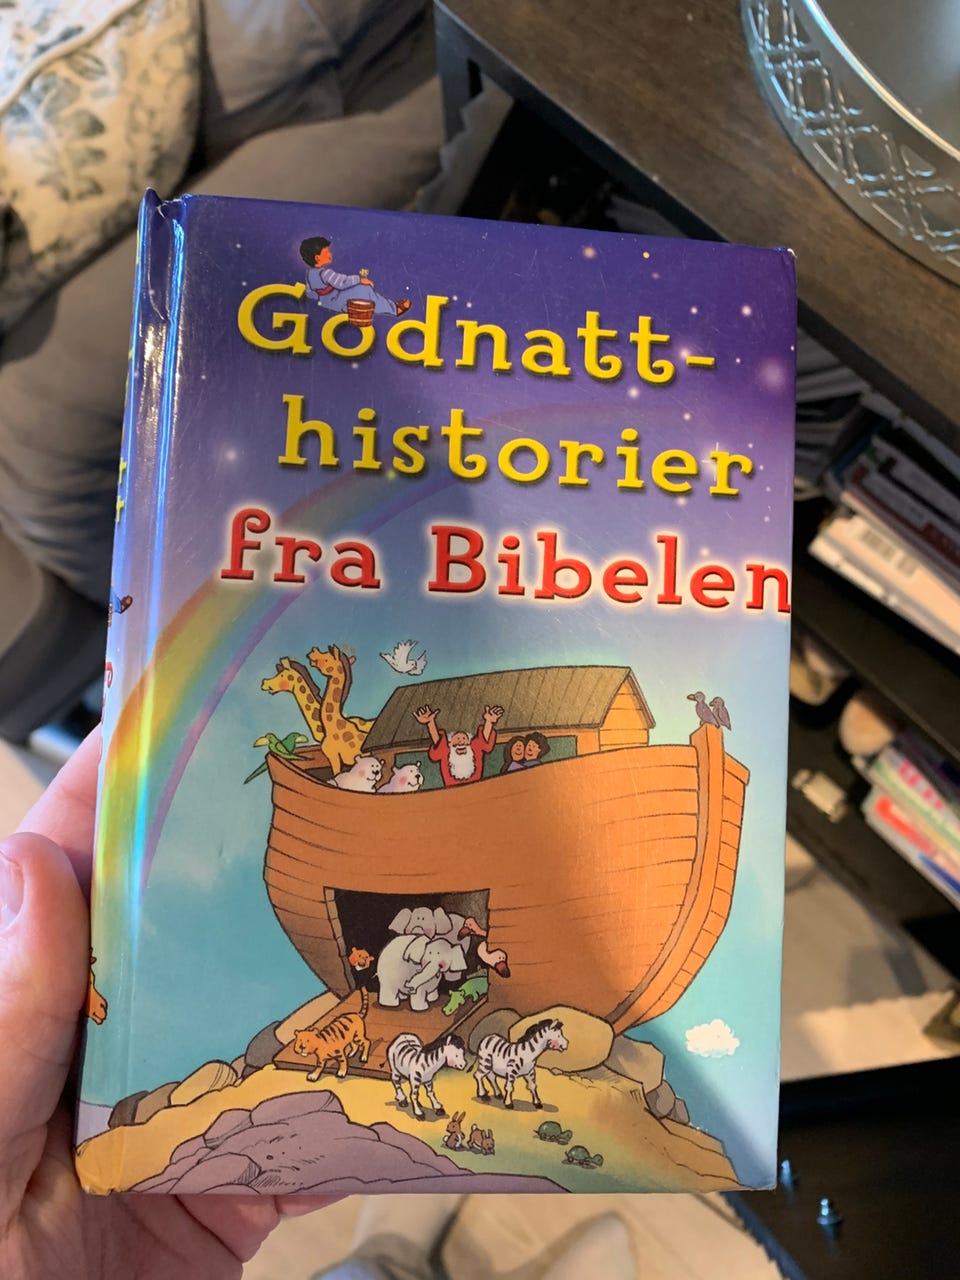 Godnatt-
historier
fra Bibelen